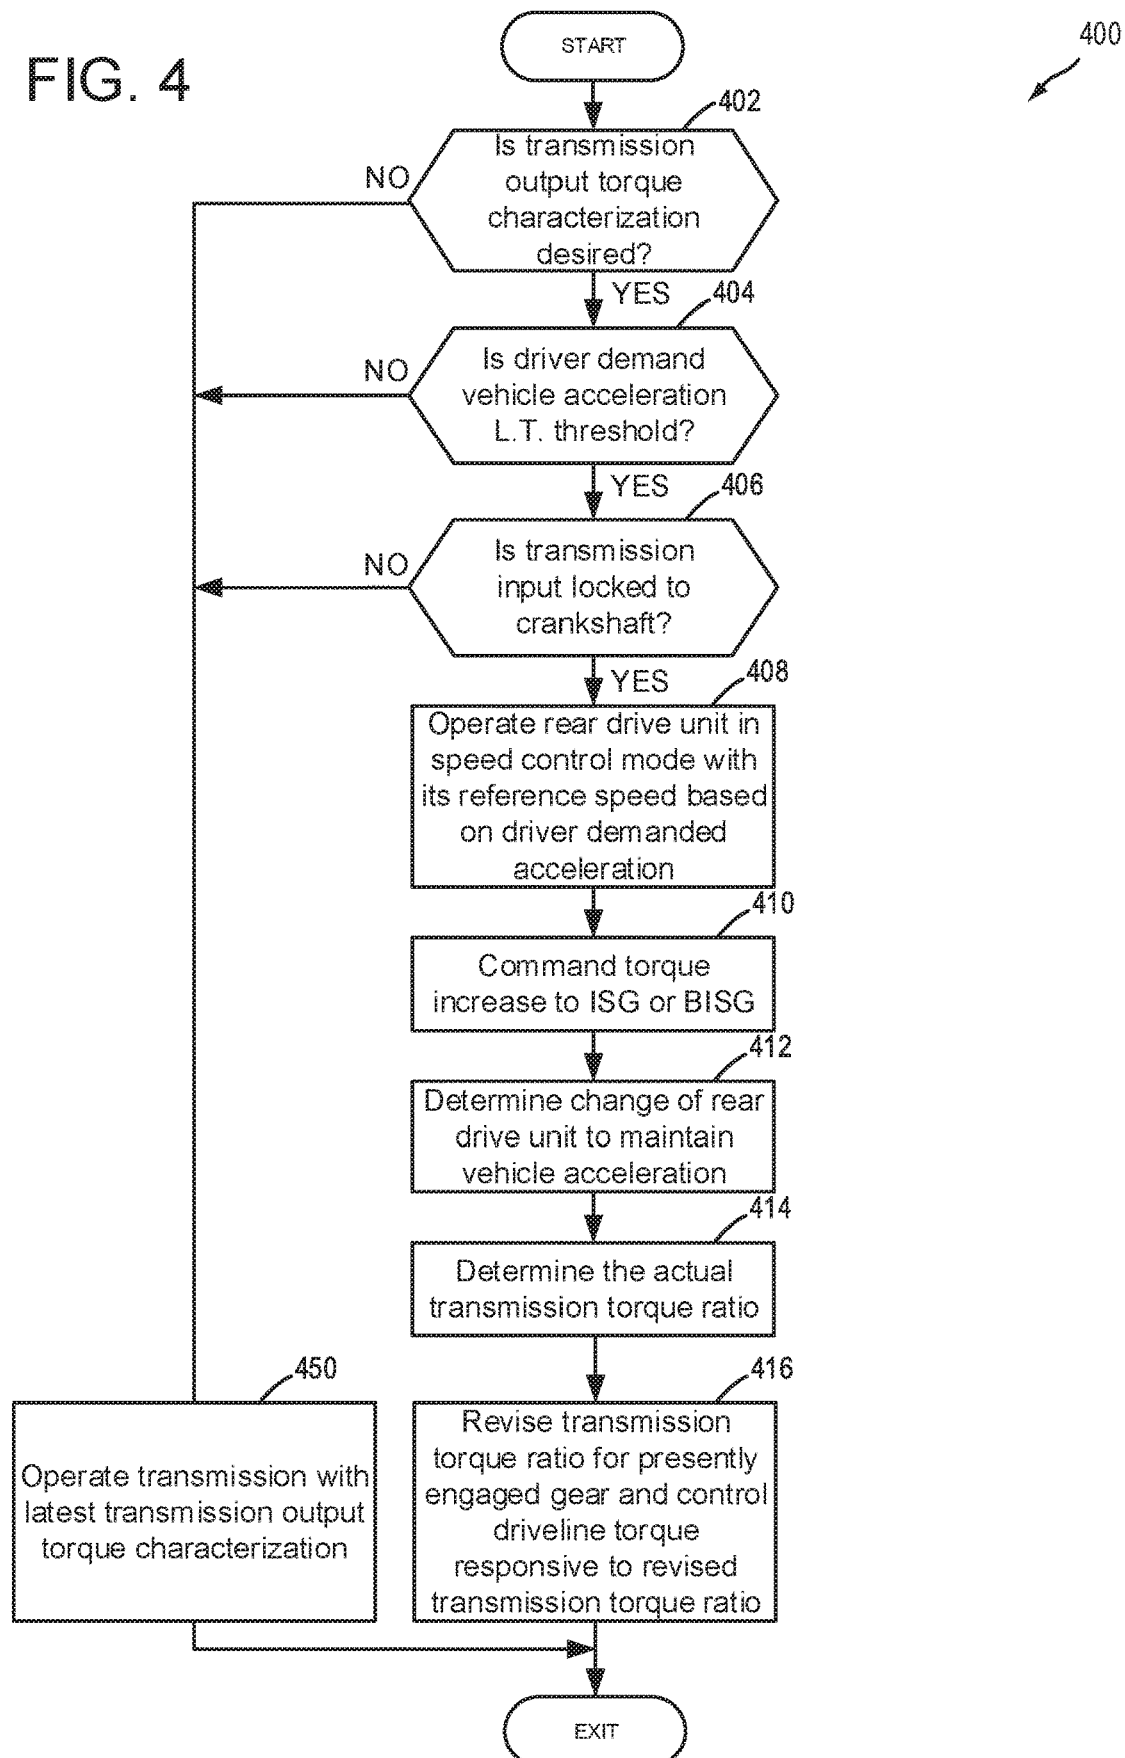 FIG. 4
START
400
402
Is transmission
output torque
characterization
desired?
NO
YES
404
Is driver demand
vehicle acceleration
L.T. threshold?
NO
YES
406
Is transmission
input locked to
crankshaft?
NO
YES
408
Operate rear drive unit in
speed control mode with
its reference speed based
on driver demanded
acceleration
410
Command torque
increase to ISG or BISG
412
Determine change of rear
drive unit to maintain
vehicle acceleration
414
Determine the actual
transmission torque ratio
450
Operate transmission with
latest transmission output
torque characterization
416
Revise transmission
torque ratio for presently
engaged gear and control
driveline torque
responsive to revised
transmission torque ratio
EXIT